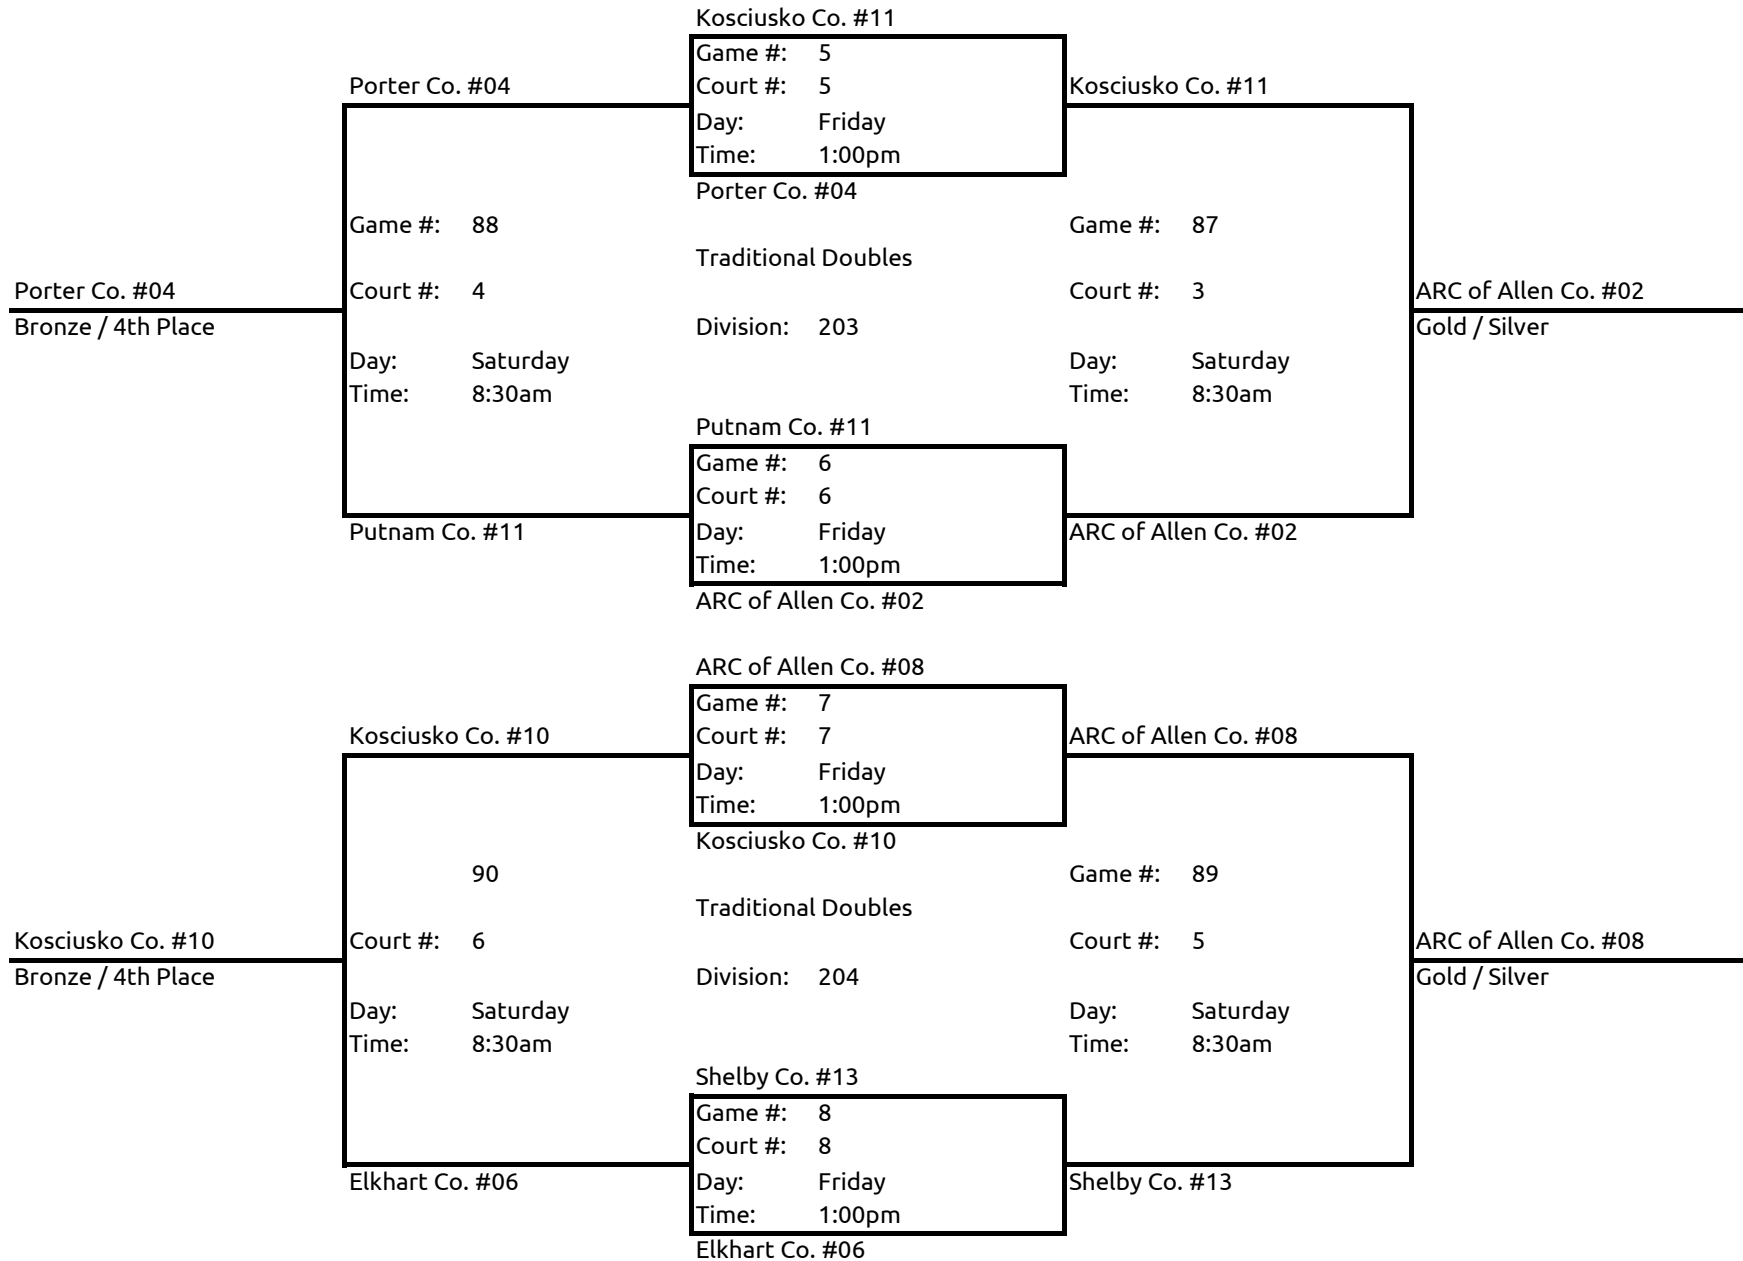 Kosciusko Co. #11
Game #: 5
Porter Co. #04
Court #: 5
Kosciusko Co. #11
Day: Friday
Time: 1:00pm
Porter Co. #04
Game #: 88
Game #: 87
Traditional Doubles
Porter Co. #04
Court #: 4
Court #: 3
ARC of Allen Co. #02
Bronze / 4th Place
Division: 203
Gold / Silver
Day: Saturday
Day: Saturday
Time: 8:30am
Time: 8:30am
Putnam Co. #11
Game #: 6
Court #: 6
Putnam Co. #11
Day: Friday
ARC of Allen Co. #02
Time: 1:00pm
ARC of Allen Co. #02
ARC of Allen Co. #08
Game #: 7
Kosciusko Co. #10
Court #: 7
ARC of Allen Co. #08
Day: Friday
Time: 1:00pm
Kosciusko Co. #10
90
Game #: 89
Traditional Doubles
Kosciusko Co. #10
Court #: 6
Court #: 5
ARC of Allen Co. #08
Bronze / 4th Place
Division: 204
Gold / Silver
Day: Saturday
Day: Saturday
Time: 8:30am
Time: 8:30am
Shelby Co. #13
Game #: 8
Court #: 8
Elkhart Co. #06
Day: Friday
Shelby Co. #13
Time: 1:00pm
Elkhart Co. #06